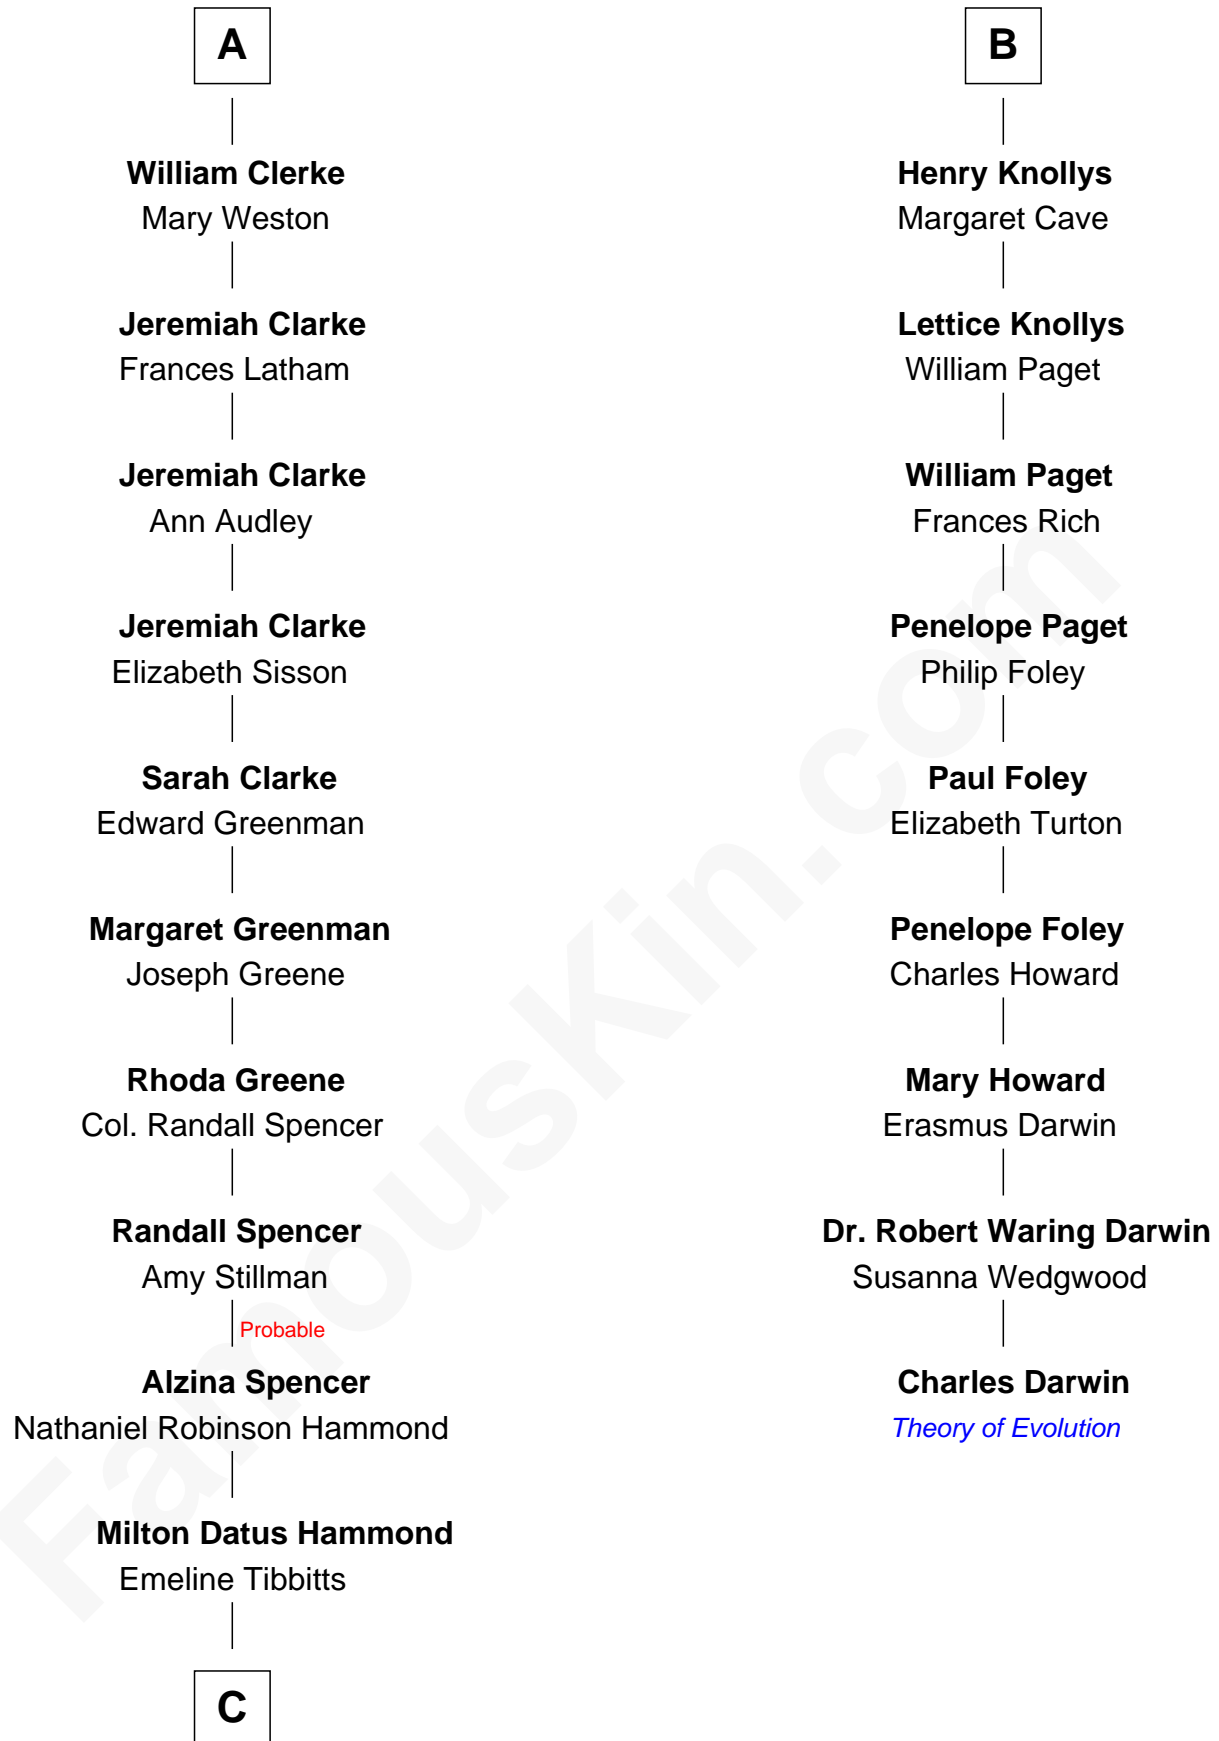 A
William Clerke
Mary Weston
Jeremiah Clarke
Frances Latham
Jeremiah Clarke
Ann Audley
Jeremiah Clarke
Elizabeth Sisson
Sarah Clarke
Edward Greenman
Margaret Greenman
Joseph Greene
Rhoda Greene
Col. Randall Spencer
Randall Spencer
Amy Stillman
Probable
Alzina Spencer
Nathaniel Robinson Hammond
Milton Datus Hammond
Emeline Tibbitts
C
B
Henry Knollys
Margaret Cave
Lettice Knollys
William Paget
William Paget
Frances Rich
Penelope Paget
Philip Foley
Paul Foley
Elizabeth Turton
Penelope Foley
Charles Howard
Mary Howard
Erasmus Darwin
Dr. Robert Waring Darwin
Susanna Wedgwood
Charles Darwin
Theory of Evolution
FamousKin.com